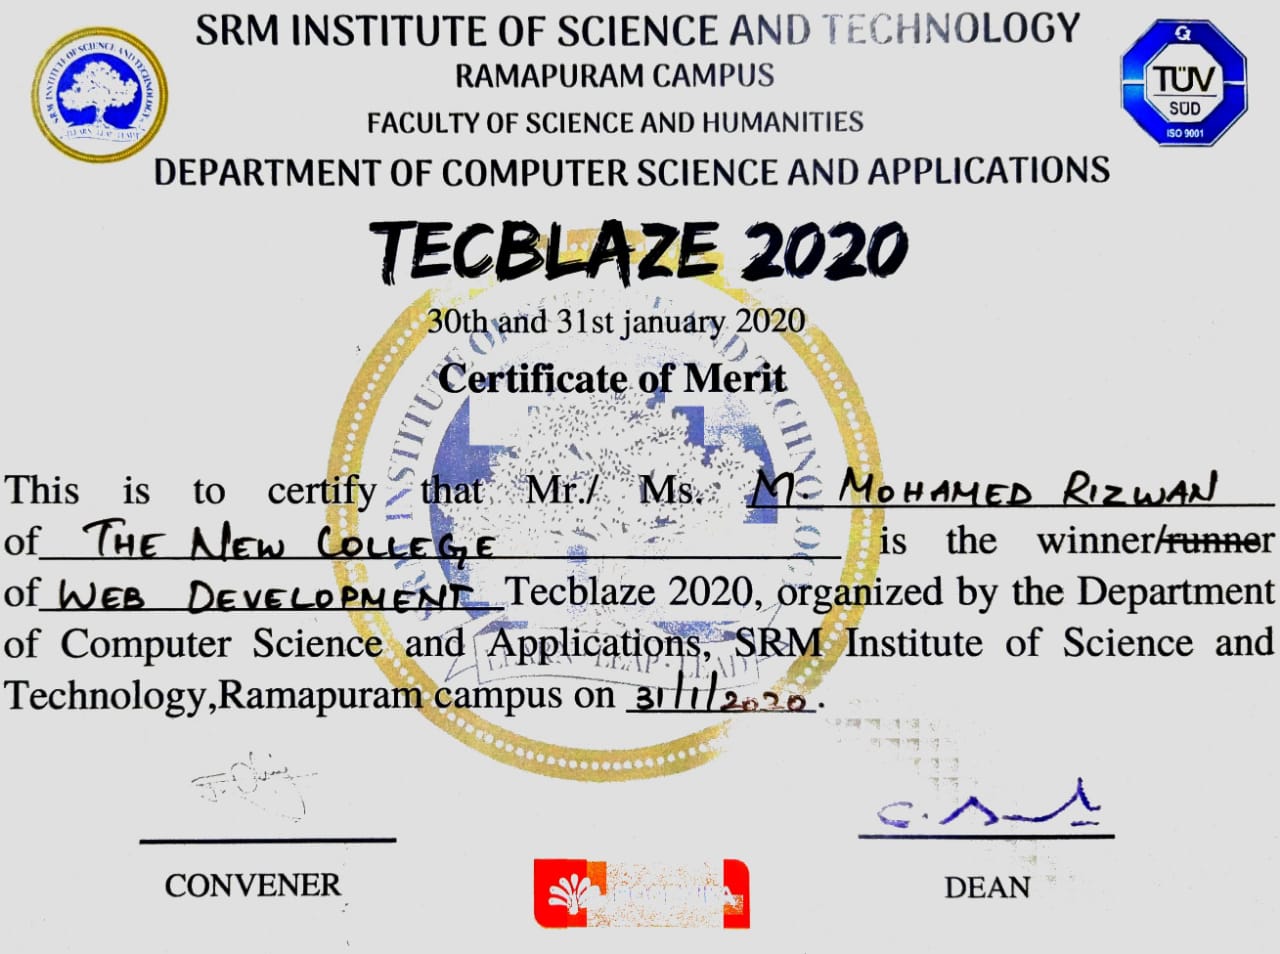 SRM INSTITUTE OF SCIENCE AND TECHNOLOGY
RAMAPURAM CAMPUS
FACULTY OF SCIENCE AND HUMANITIES
DEPARTMENT OF COMPUTER SCIENCE AND APPLICATIONS
SRM INSTITUTE OF SCIENCE AND TECHNOLOGY
LEARN LEAP LEAD
Q
TÜV
SÜD
ISO 9001
TECBLAZE 2020
30th and 31st january 2020
Certificate of Merit
This is to certify that Mr./ Ms. M. MOHAMED RIZWAN
of THE NEW COLLEGE is the winner/runner
of WEB DEVELOPMENT Tecblaze 2020, organized by the Department
of Computer Science and Applications, SRM Institute of Science and
Technology,Ramapuram campus on 31/1/2020.
CONVENER
DEAN